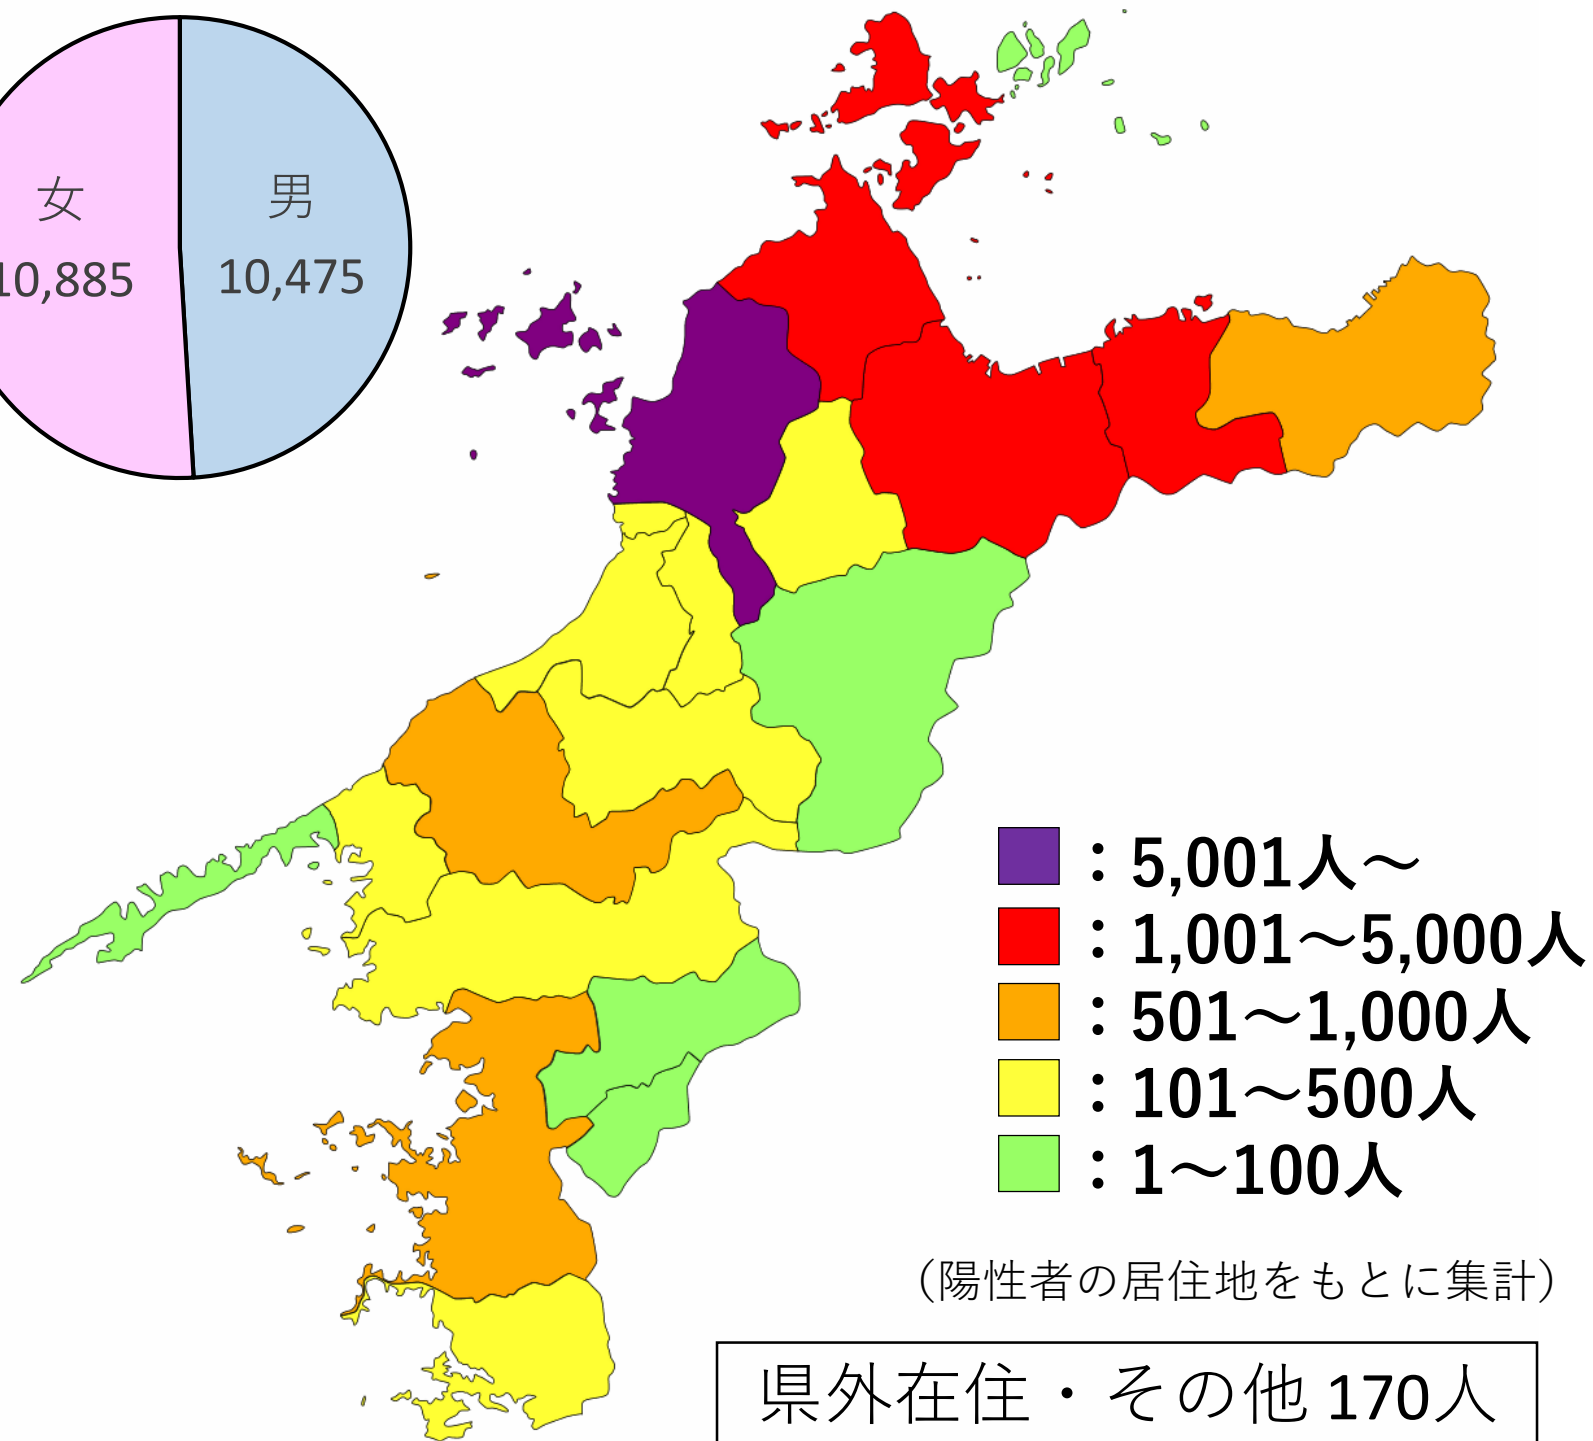 女
10,885
男
10,475
：5,001人～
：1,001～5,000人
：501～1,000人
：101～500人
：1～100人
（陽性者の居住地をもとに集計）
県外在住・その他 170人